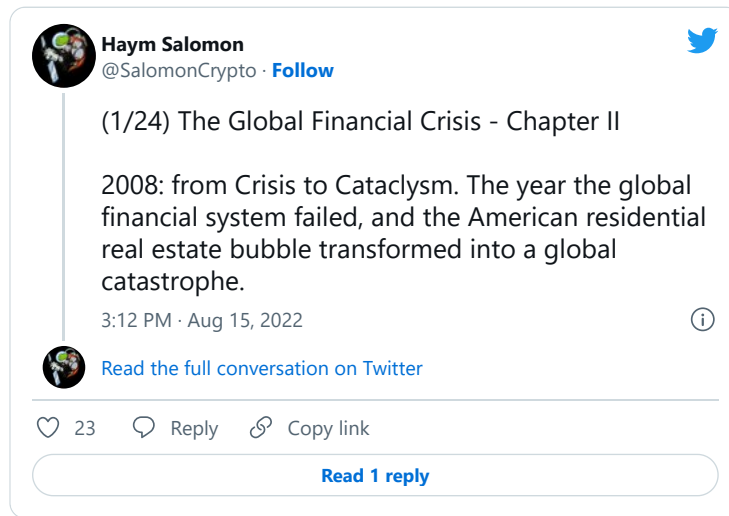 Haym Salomon
@SalomonCrypto · Follow
(1/24) The Global Financial Crisis - Chapter II
2008: from Crisis to Cataclysm. The year the global
financial system failed, and the American residential
real estate bubble transformed into a global
catastrophe.
3:12 PM · Aug 15, 2022
Read the full conversation on Twitter
23 Reply Copy link
Read 1 reply